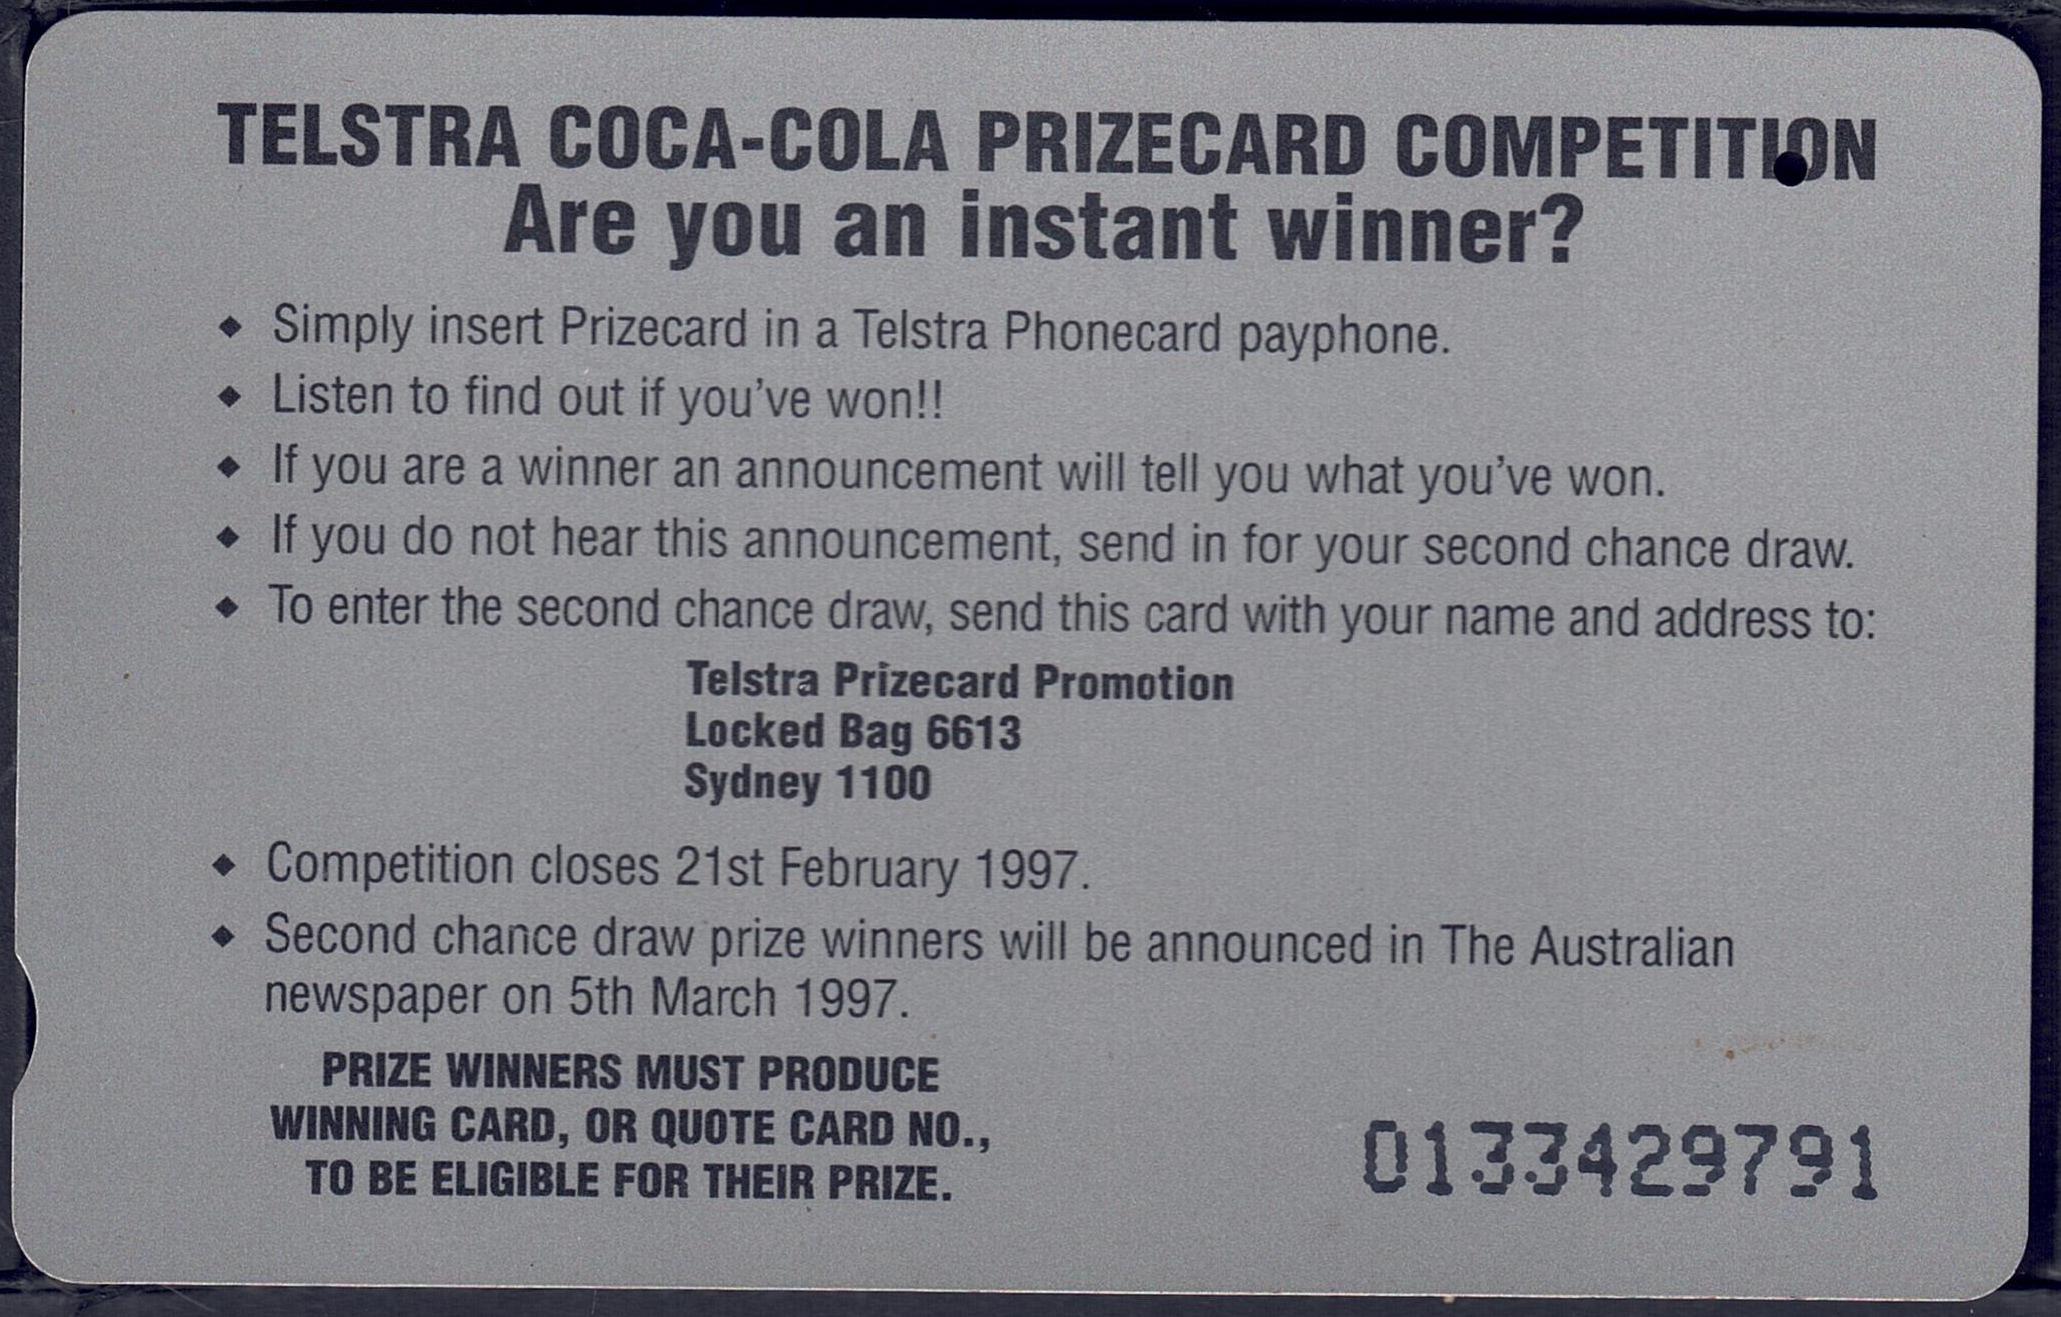 TELSTRA COCA-COLA PRIZECARD COMPETITION
Are you an instant winner?
◆ Simply insert Prizecard in a Telstra Phonecard payphone.
◆ Listen to find out if you've won!!
◆ If you are a winner an announcement will tell you what you've won.
◆ If you do not hear this announcement, send in for your second chance draw.
◆ To enter the second chance draw, send this card with your name and address to:
Telstra Prizecard Promotion
Locked Bag 6613
Sydney 1100
◆ Competition closes 21st February 1997.
◆ Second chance draw prize winners will be announced in The Australian
newspaper on 5th March 1997.
PRIZE WINNERS MUST PRODUCE
WINNING CARD, OR QUOTE CARD NO.,
TO BE ELIGIBLE FOR THEIR PRIZE.
0133429791